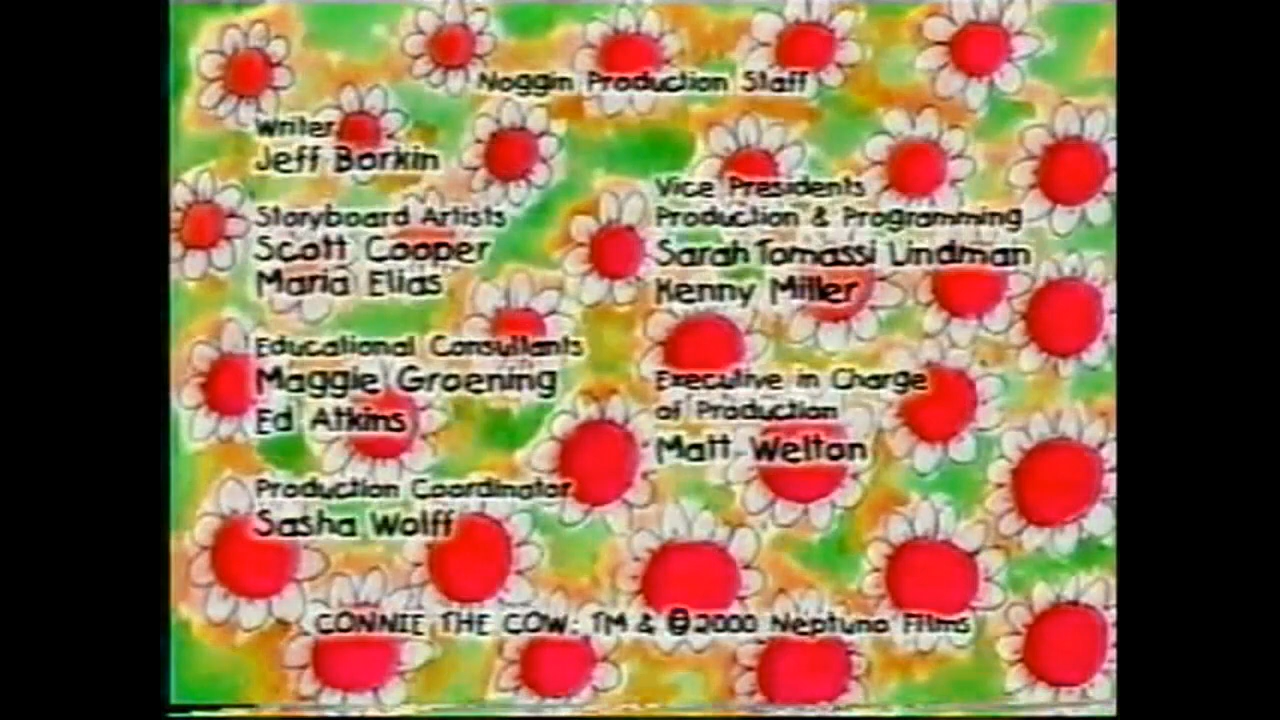 Noggin Production Staff
Writer
Jeff Borkin
Storyboard Artists
Scott Cooper
Maria Elias
Educational Consultants
Maggie Groening
Ed Atkins
Production Coordinator
Sasha Wolff
Vice Presidents
Production & Programming
Sarah Tomassi Lindman
Kenny Miller
Executive in Charge
of Production
Matt Welton
CONNIE THE COW: TM & ©2000 Neptuno Films